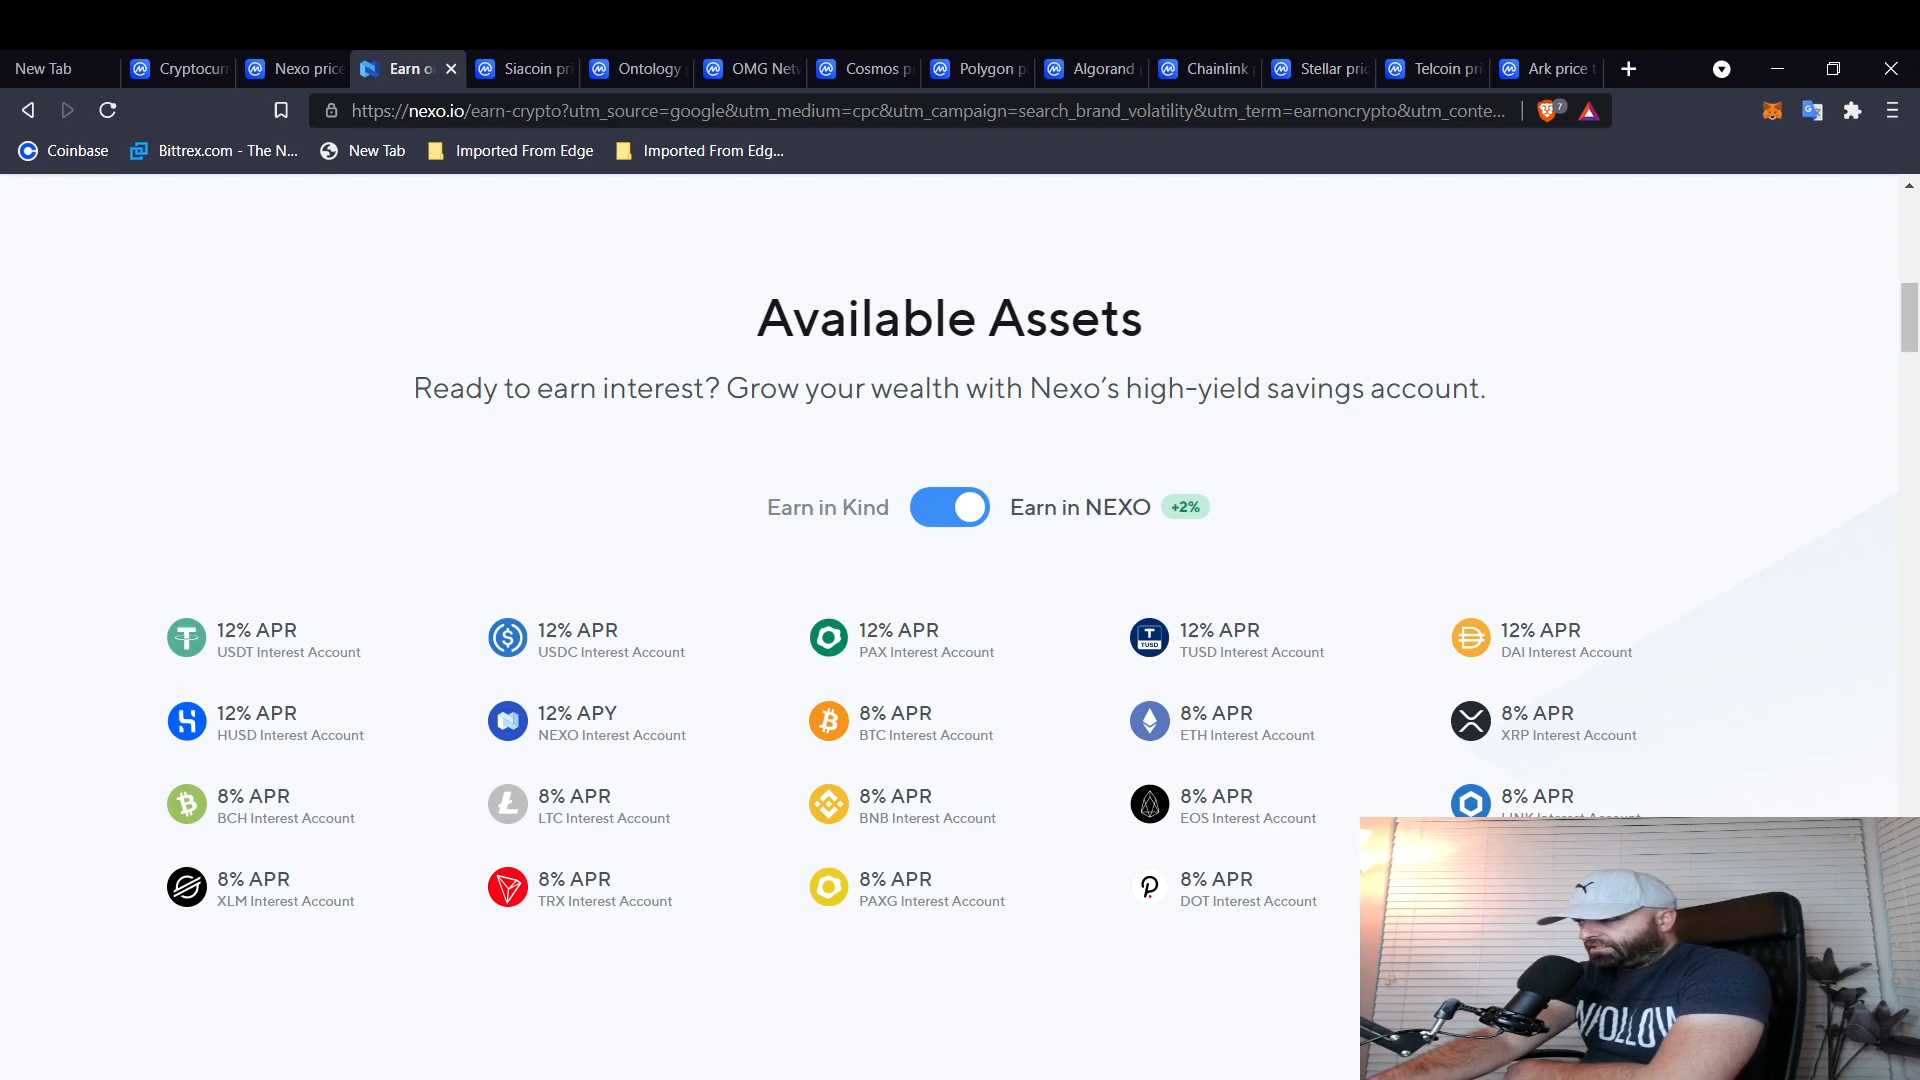 New Tab
Cryptocur
Nexo price
Earn o
Siacoin pri
Ontology
OMG Net
Cosmos p
Polygon p
Algorand
Chainlink
Stellar pric
Telcoin pri
Ark price t
https://nexo.io/earn-crypto?utm_source=google&utm_medium=cpc&utm_campaign=search_brand_volatility&utm_term=earnoncrypto&utm_conte...
7
Coinbase
Bittrex.com - The N...
New Tab
Imported From Edge
Imported From Edg...
Available Assets
Ready to earn interest? Grow your wealth with Nexo's high-yield savings account.
Earn in Kind
Earn in NEXO
+2%
12% APR
USDT Interest Account
12% APR
USDC Interest Account
12% APR
PAX Interest Account
TUSD
12% APR
TUSD Interest Account
12% APR
DAI Interest Account
12% APR
HUSD Interest Account
12% APY
NEXO Interest Account
8% APR
BTC Interest Account
8% APR
ETH Interest Account
8% APR
XRP Interest Account
8% APR
BCH Interest Account
8% APR
LTC Interest Account
8% APR
BNB Interest Account
8% APR
EOS Interest Account
8% APR
LINK Interest Account
8% APR
XLM Interest Account
8% APR
TRX Interest Account
8% APR
PAXG Interest Account
8% APR
DOT Interest Account